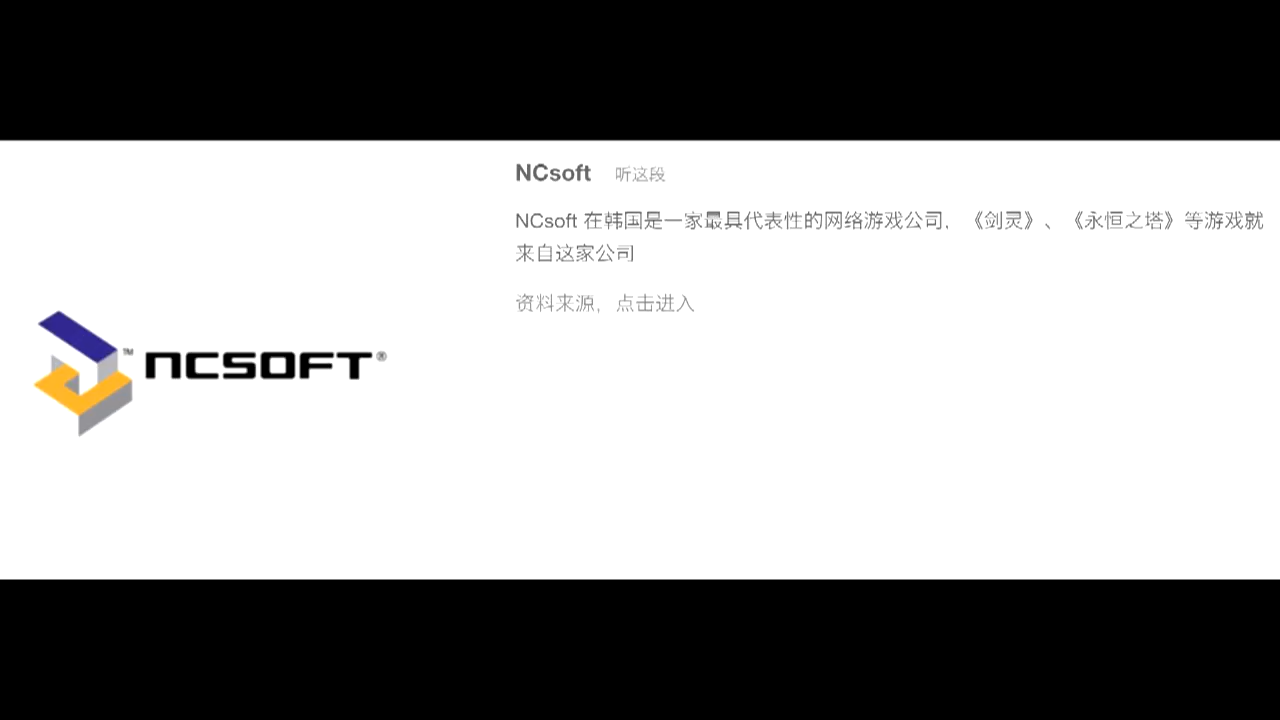 NCsoft 听这段
NCsoft 在韩国是一家最具代表性的网络游戏公司，《剑灵》、《永恒之塔》等游戏就
来自这家公司
资料来源，点击进入
™ NCSOFT®